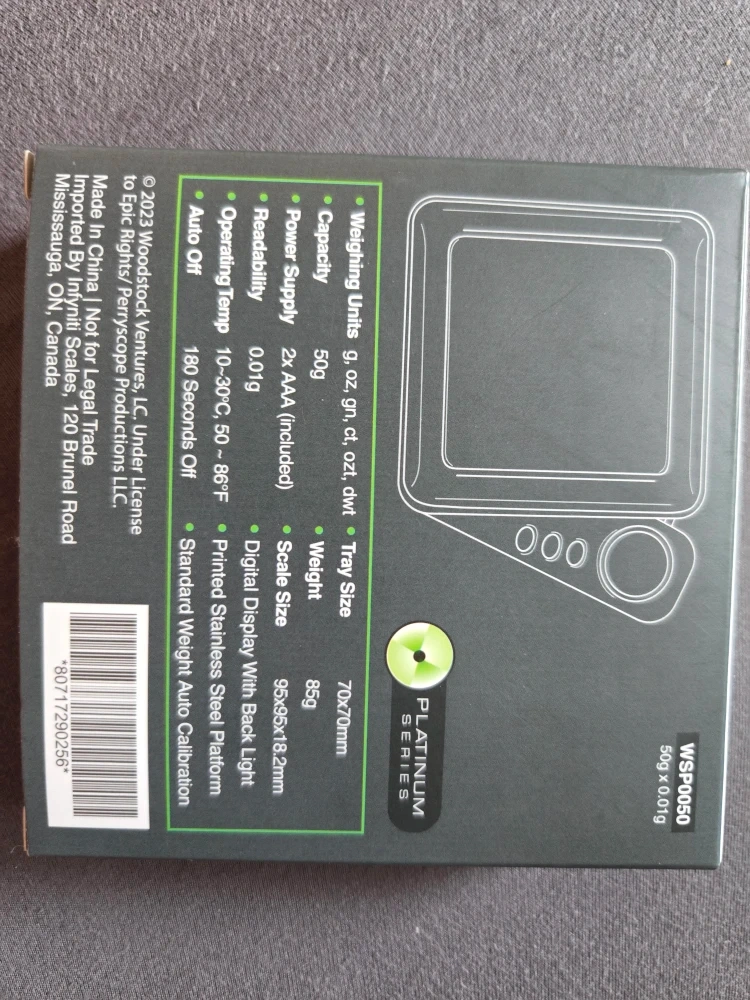 WSP0050
50g x 0.01g
PLATINUM
SERIES
• Weighing Units g, oz, gn, ct, ozt, dwt • Tray Size 70x70mm
• Capacity 50g • Weight 85g
• Power Supply 2x AAA (included) • Scale Size 95x95x18.2mm
• Readability 0.01g • Digital Display With Back Light
• Operating Temp 10~30ºC, 50 ~ 86ºF • Printed Stainless Steel Platform
• Auto Off 180 Seconds Off • Standard Weight Auto Calibration
© 2023 Woodstock Ventures, LC. Under License
to Epic Rights/ Perryscope Productions LLC.
Made In China | Not for Legal Trade
Imported By Infyniti Scales, 120 Brunel Road
Mississauga, ON, Canada
*80717290256*